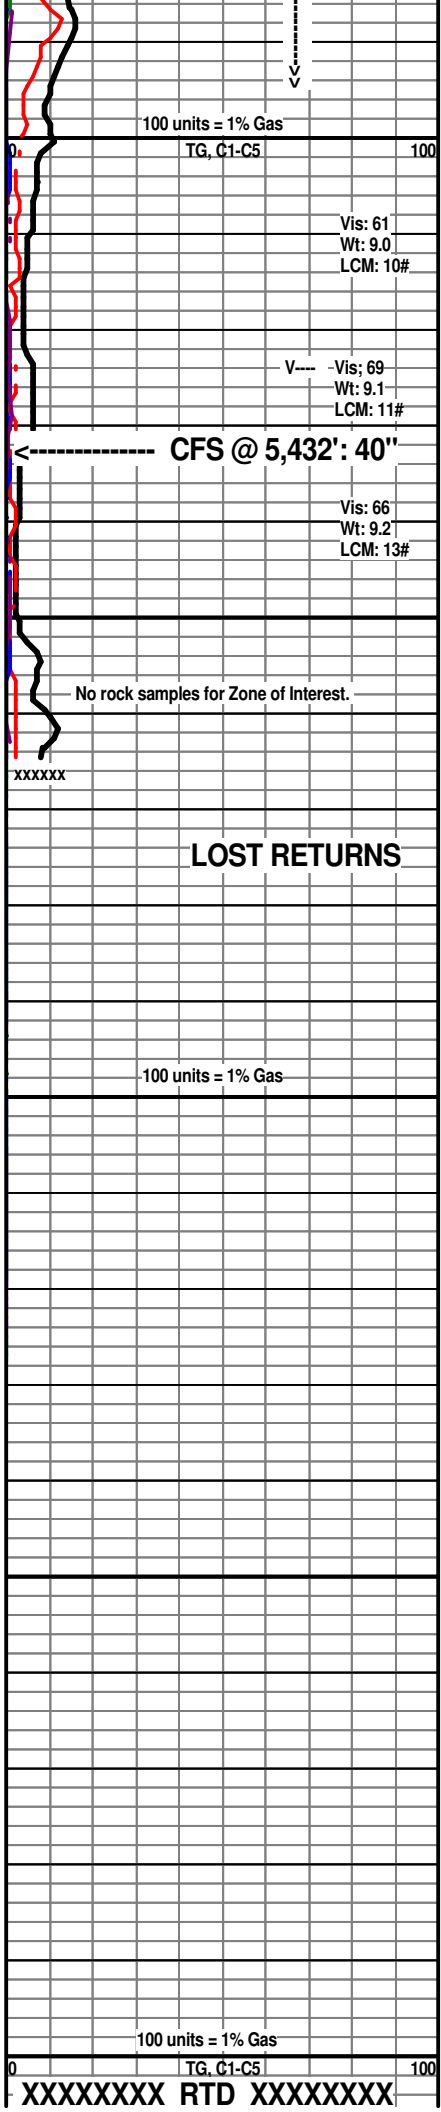 100 units = 1% Gas
0 TG, C1-C5 100
Vis: 61
Wt: 9.0
LCM: 10#
V---- Vis; 69
Wt: 9.1
LCM: 11#
<-------------- CFS @ 5,432': 40"
Vis: 66
Wt: 9.2
LCM: 13#
No rock samples for Zone of Interest.
xxxxxx
LOST RETURNS
100 units = 1% Gas
100 units = 1% Gas
0 TG, C1-C5 100
XXXXXXXX RTD XXXXXXXX